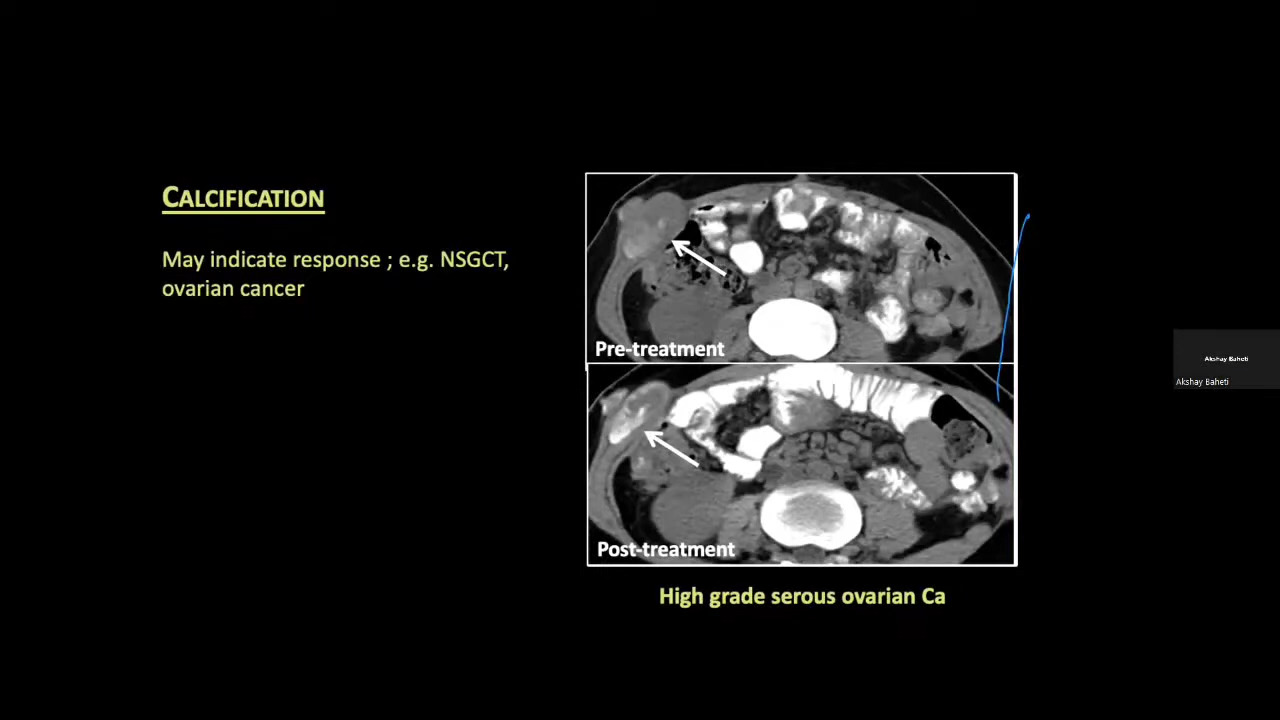 CALCIFICATION
May indicate response ; e.g. NSGCT,
ovarian cancer
Pre-treatment
Post-treatment
High grade serous ovarian Ca
Akshay Baheti
Akshay Baheti